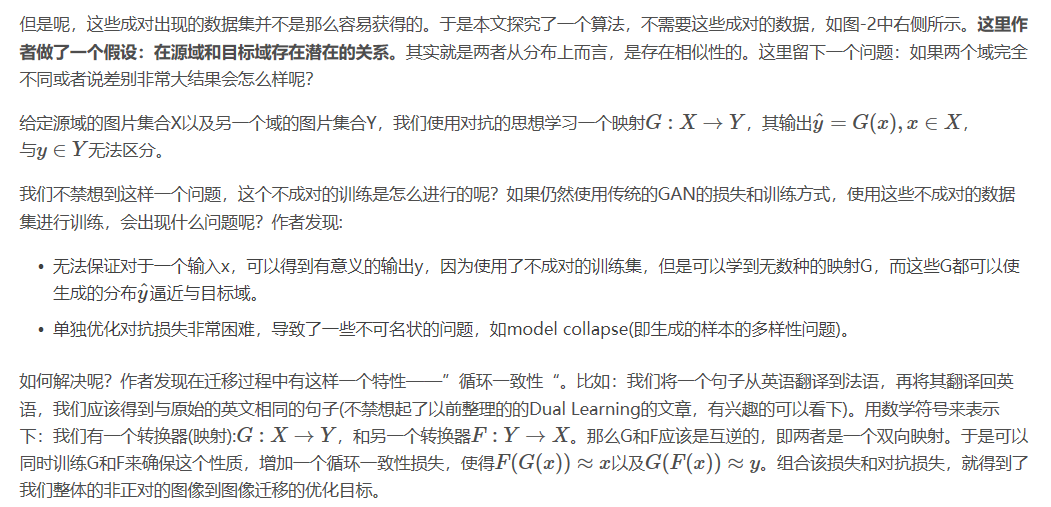 但是呢，这些成对出现的数据集并不是那么容易获得的。于是本文探究了一个算法，不需要这些成对的数据，如图-2中右侧所示。这里作
者做了一个假设：在源域和目标域存在潜在的关系。其实就是两者从分布上而言，是存在相似性的。这里留下一个问题：如果两个域完全
不同或者说差别非常大结果会怎么样呢？
给定源域的图片集合X以及另一个域的图片集合Y，我们使用对抗的思想学习一个映射G : X → Y，其输出ŷ = G(x), x ∈ X，
与y ∈ Y无法区分。
我们不禁想到这样一个问题，这个不成对的训练是怎么进行的呢？如果仍然使用传统的GAN的损失和训练方式，使用这些不成对的数据
集进行训练，会出现什么问题呢？作者发现:
• 无法保证对于一个输入x，可以得到有意义的输出y，因为使用了不成对的训练集，但是可以学到无数种的映射G，而这些G都可以使
生成的分布ŷ逼近与目标域。
• 单独优化对抗损失非常困难，导致了一些不可名状的问题，如model collapse(即生成的样本的多样性问题)。
如何解决呢？作者发现在迁移过程中有这样一个特性——”循环一致性“。比如：我们将一个句子从英语翻译到法语，再将其翻译回英
语，我们应该得到与原始的英文相同的句子(不禁想起了以前整理的的Dual Learning的文章，有兴趣的可以看下)。用数学符号来表示
下：我们有一个转换器(映射):G : X → Y，和另一个转换器F : Y → X。那么G和F应该是互逆的，即两者是一个双向映射。于是可以
同时训练G和F来确保这个性质，增加一个循环一致性损失，使得F(G(x)) ≈ x以及G(F(x)) ≈ y。组合该损失和对抗损失，就得到了
我们整体的非正对的图像到图像迁移的优化目标。